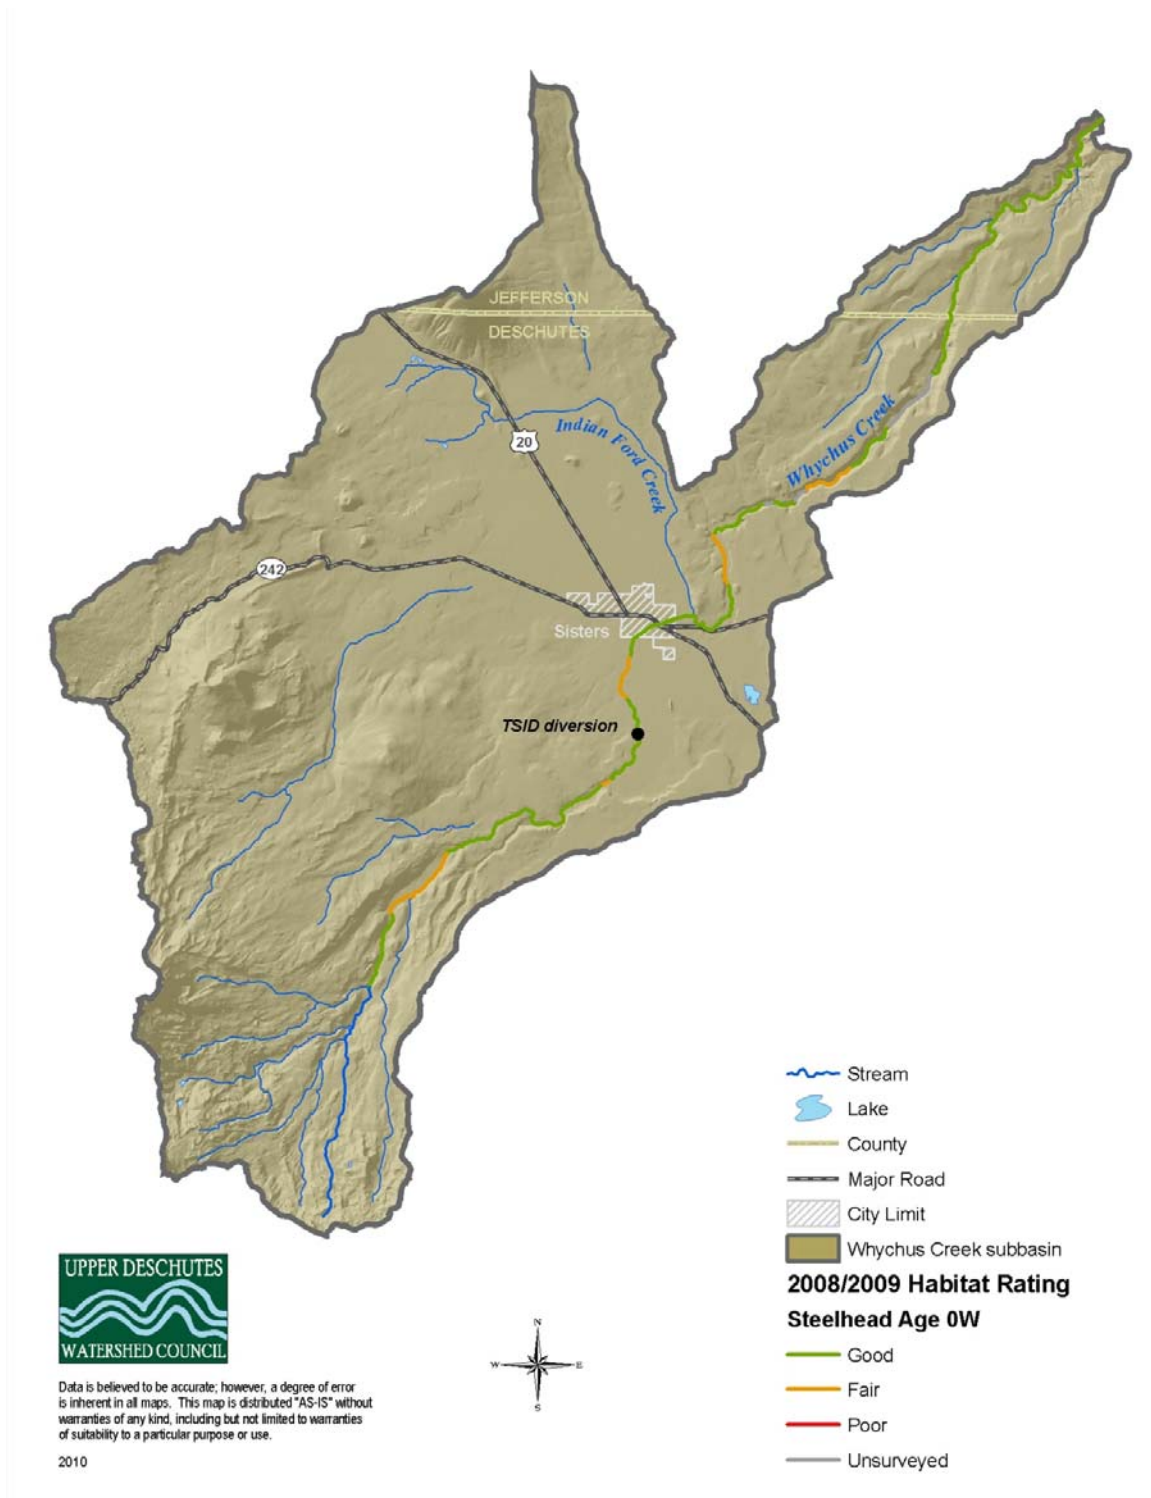 JEFFERSON
DESCHUTES
Indian Ford Creek
20
Whychus Creek
242
Sisters
TSID diversion
Stream
Lake
County
Major Road
City Limit
Whychus Creek subbasin
2008/2009 Habitat Rating
Steelhead Age 0W
Good
Fair
Poor
Unsurveyed
UPPER DESCHUTES
WATERSHED COUNCIL
N
W
E
S
Data is believed to be accurate; however, a degree of error
is inherent in all maps. This map is distributed "AS-IS" without
warranties of any kind, including but not limited to warranties
of suitability to a particular purpose or use.
2010